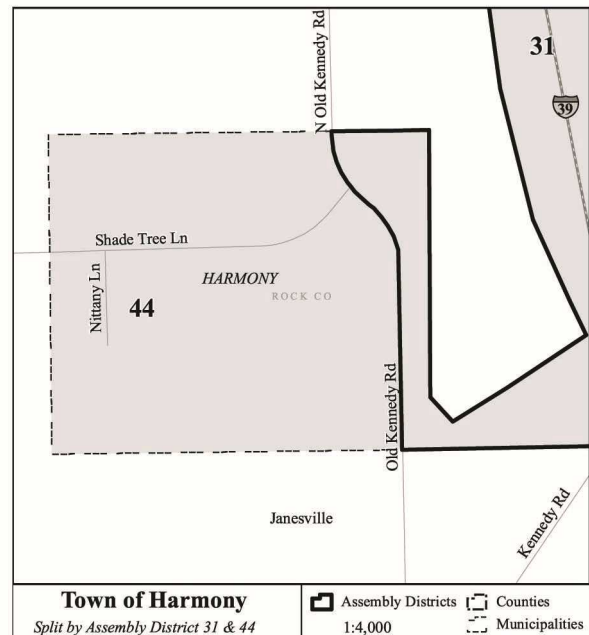 N Old Kennedy Rd
31
39
Shade Tree Ln
Nittany Ln
HARMONY
ROCK CO
44
Old Kennedy Rd
Janesville
Kennedy Rd
Town of Harmony
Split by Assembly District 31 & 44
Assembly Districts
Counties
1:4,000
Municipalities